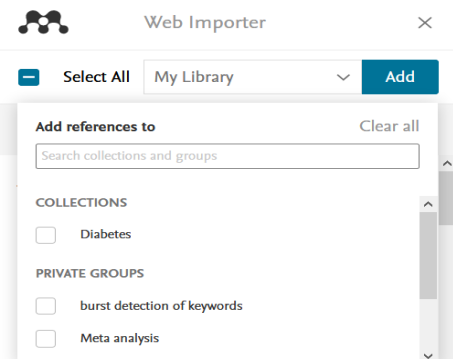 Web Importer
Select All My Library Add
Add references to Clear all
Search collections and groups
COLLECTIONS
Diabetes
PRIVATE GROUPS
burst detection of keywords
Meta analysis